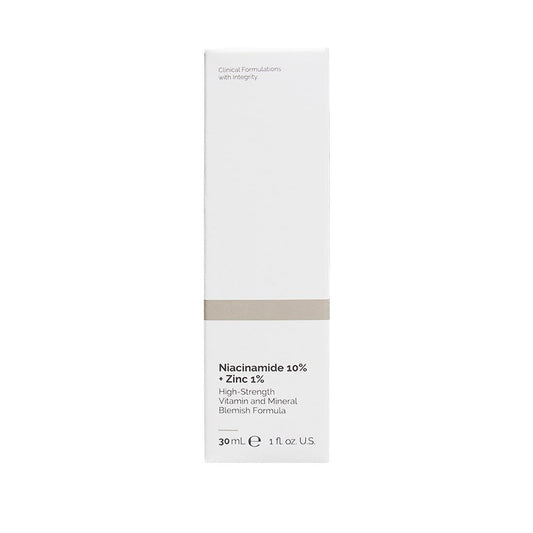 Clinical Formulations
with integrity.
Niacinamide 10%
+ Zinc 1%
High-Strength
Vitamin and Mineral
Blemish Formula
30 mL ℮ 1 fl. oz. U.S.